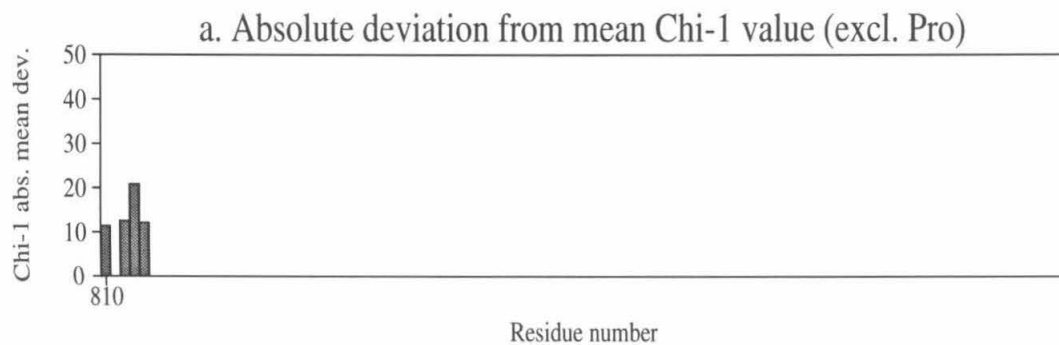 a. Absolute deviation from mean Chi-1 value (excl. Pro)
Chi-1 abs. mean dev.
50
40
30
20
10
0
810
Residue number